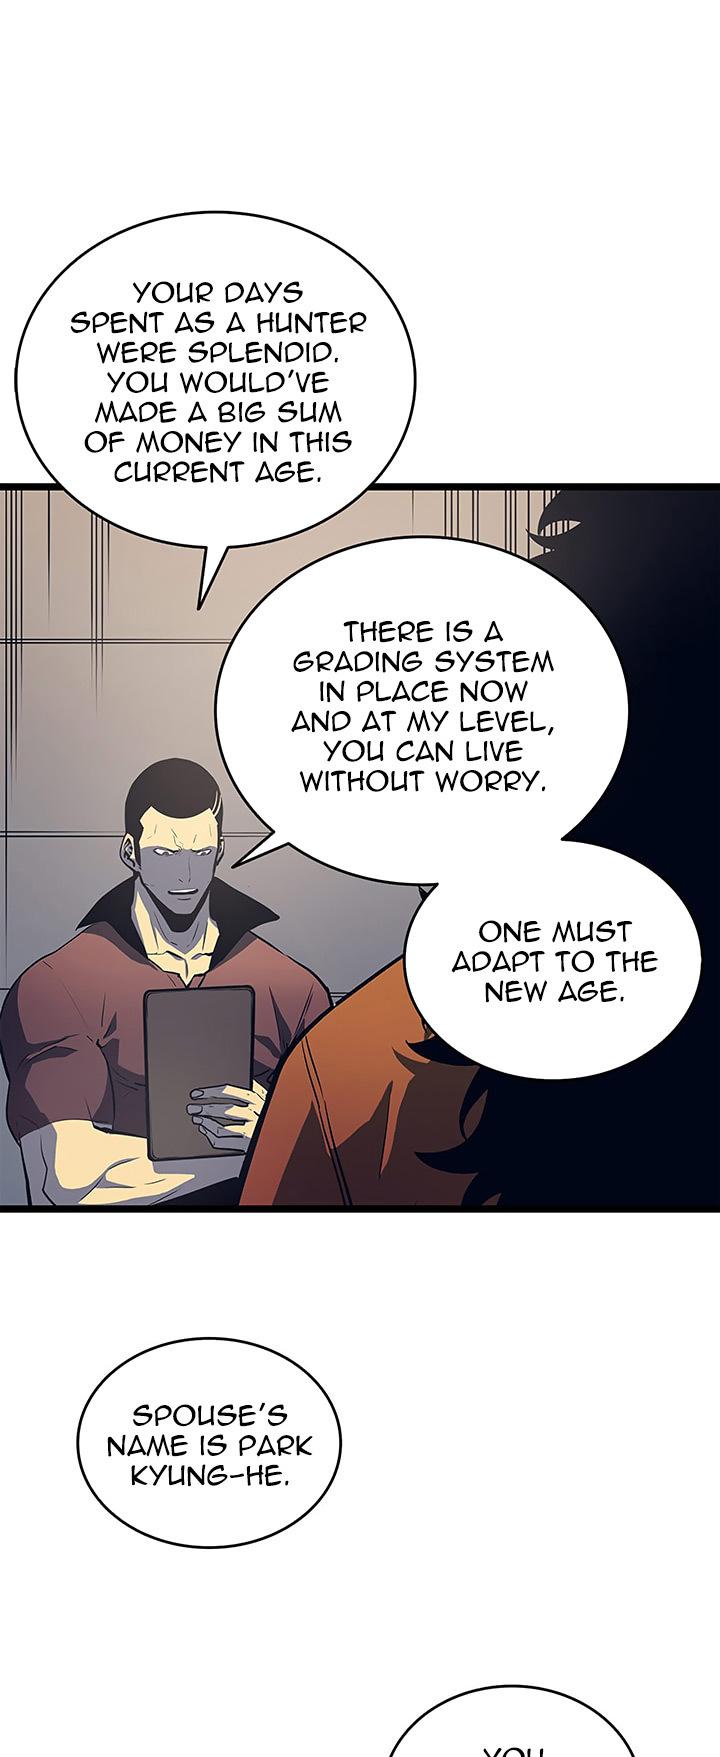 YOUR DAYS
SPENT AS A HUNTER
WERE SPLENDID.
YOU WOULD'VE
MADE A BIG SUM
OF MONEY IN THIS
CURRENT AGE.
THERE IS A
GRADING SYSTEM
IN PLACE NOW
AND AT MY LEVEL,
YOU CAN LIVE
WITHOUT WORRY.
ONE MUST
ADAPT TO THE
NEW AGE.
SPOUSE'S
NAME IS PARK
KYUNG-HE.
YOU